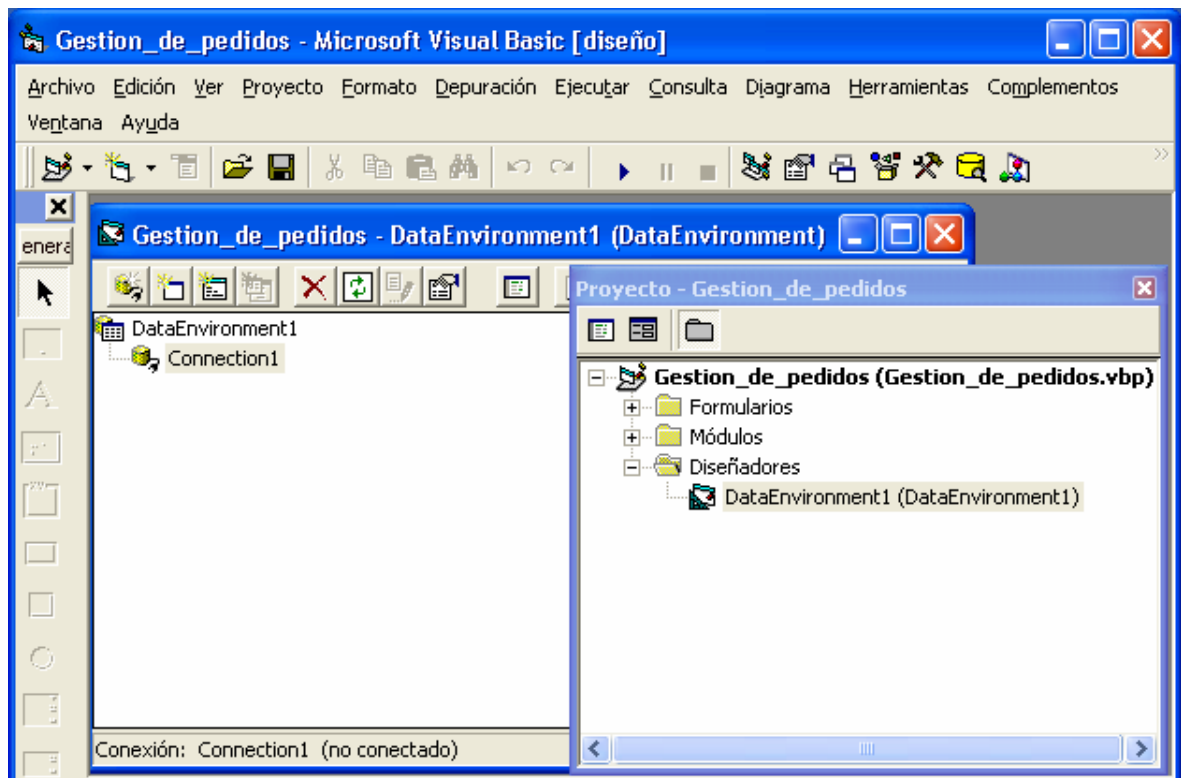 Gestion_de_pedidos - Microsoft Visual Basic [diseño]
Archivo Edición Ver Proyecto Formato Depuración Ejecutar Consulta Diagrama Herramientas Complementos
Ventana Ayuda
enera
Gestion_de_pedidos - DataEnvironment1 (DataEnvironment)
DataEnvironment1
Connection1
Conexión: Connection1 (no conectado)
Proyecto - Gestion_de_pedidos
Gestion_de_pedidos (Gestion_de_pedidos.vbp)
Formularios
Módulos
Diseñadores
DataEnvironment1 (DataEnvironment1)